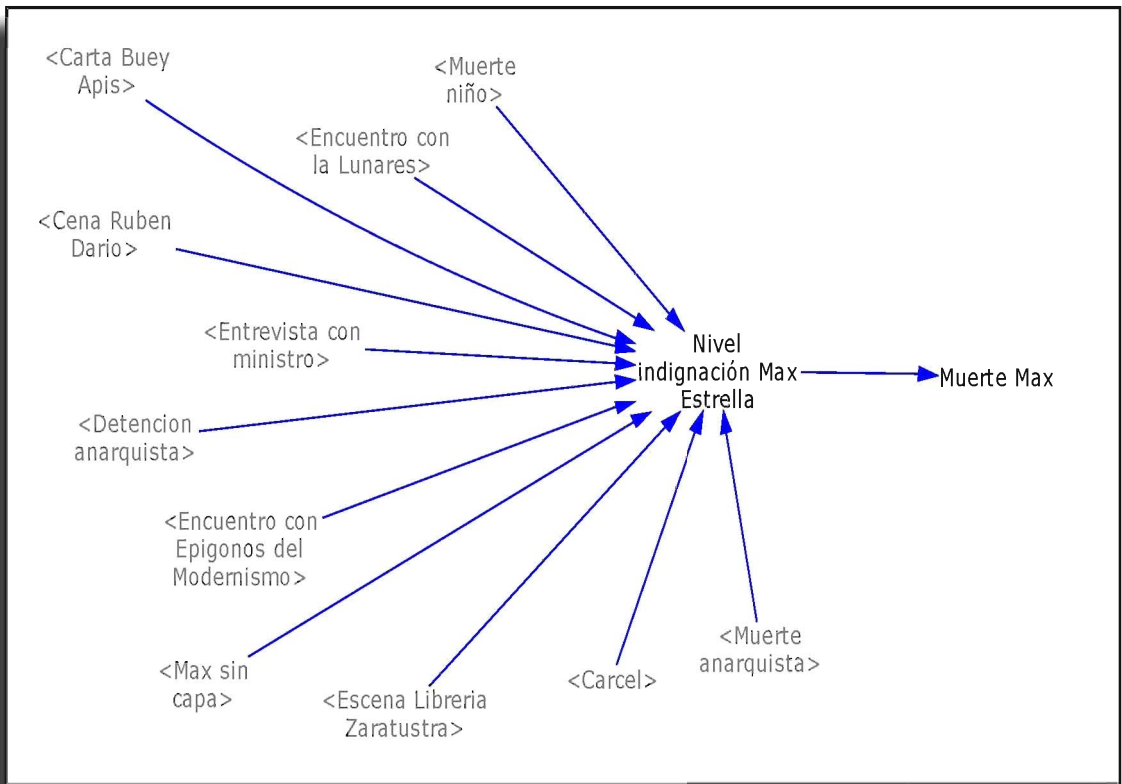 <Carta Buey
Apis>
<Muerte
niño>
<Encuentro con
la Lunares>
<Cena Ruben
Dario>
<Entrevista con
ministro>
Nivel
indignación Max
Estrella
Muerte Max
<Detencion
anarquista>
<Encuentro con
Epigonos del
Modernismo>
<Max sin
capa>
<Escena Libreria
Zaratustra>
<Carcel>
<Muerte
anarquista>